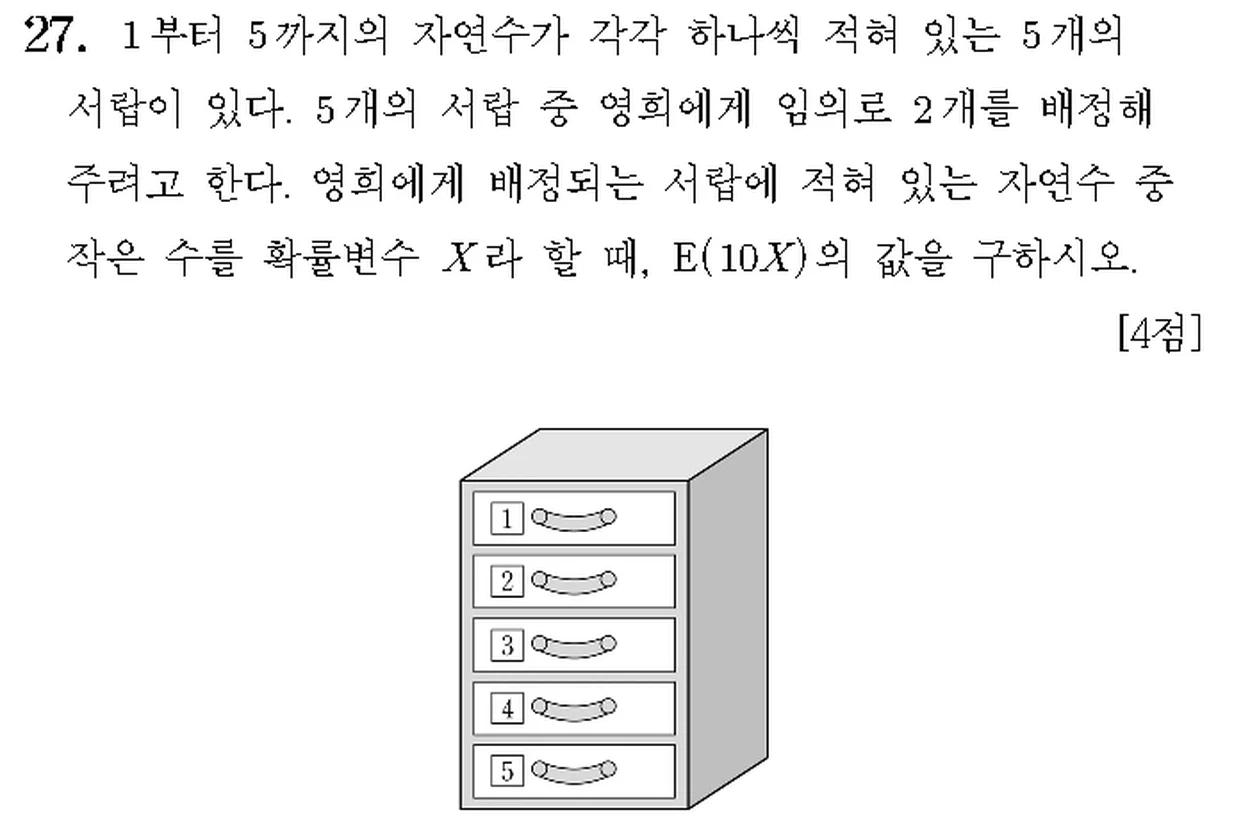 27. 1부터 5까지의 자연수가 각각 하나씩 적혀 있는 5개의
서랍이 있다. 5개의 서랍 중 영희에게 임의로 2개를 배정해
주려고 한다. 영희에게 배정되는 서랍에 적혀 있는 자연수 중
작은 수를 확률변수 X라 할 때, E(10X)의 값을 구하시오.
[4점]
1
2
3
4
5